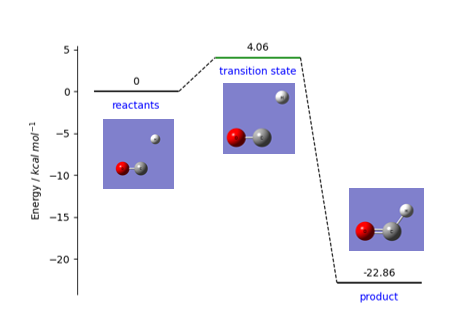 4.06
5
transition state
0
0
reactants
−5
Energy / kcal mol⁻¹
−10
−15
−20
-22.86
product